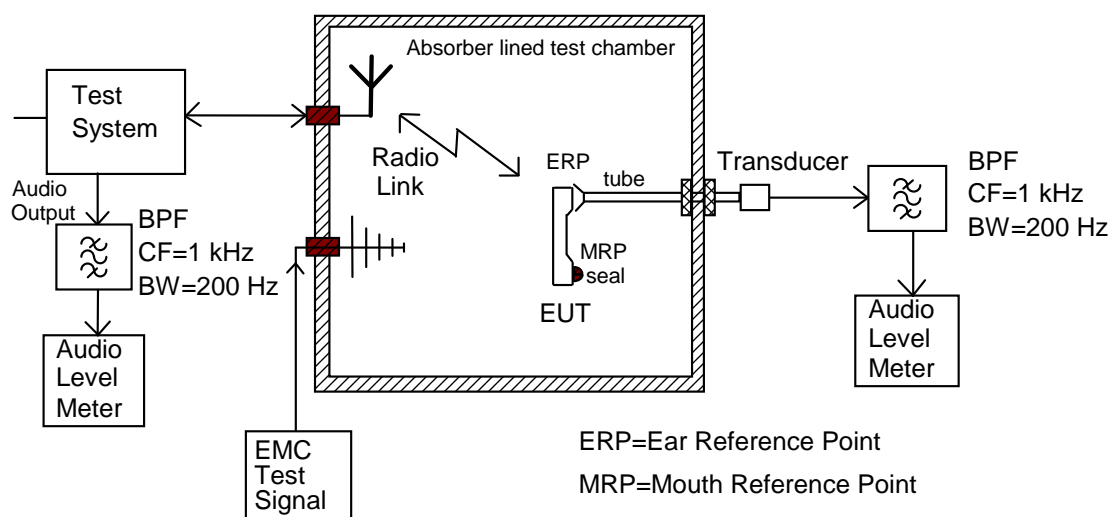 Absorber lined test chamber
Test
System
Radio
Link
ERP
tube
Transducer
BPF
CF=1 kHz
BW=200 Hz
Audio
Output
BPF
CF=1 kHz
BW=200 Hz
MRP
seal
EUT
Audio
Level
Meter
Audio
Level
Meter
EMC
Test
Signal
ERP=Ear Reference Point
MRP=Mouth Reference Point